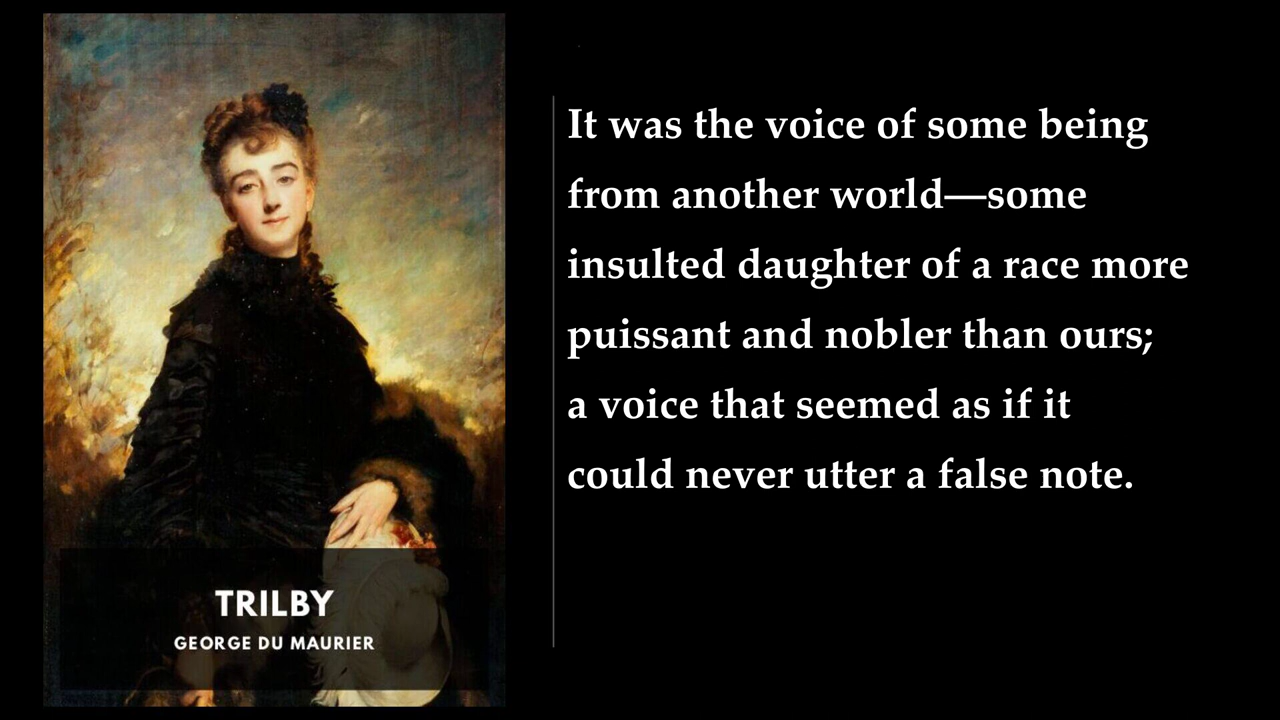 It was the voice of some being
from another world—some
insulted daughter of a race more
puissant and nobler than ours;
a voice that seemed as if it
could never utter a false note.
TRILBY
GEORGE DU MAURIER